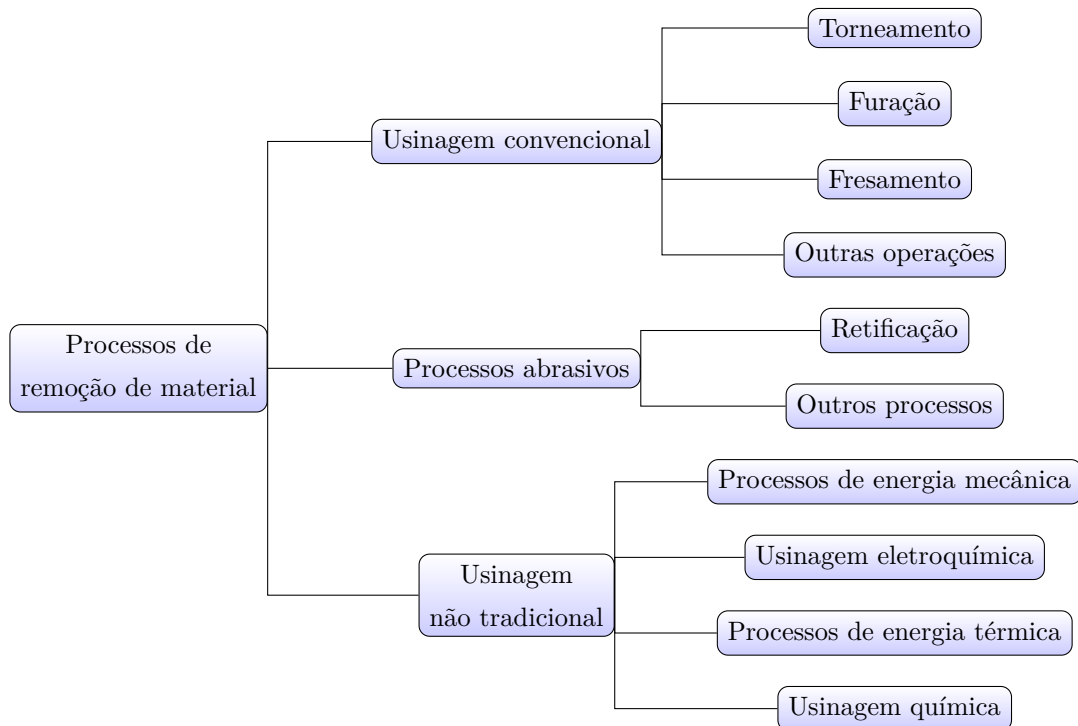 Torneamento
Furação
Usinagem convencional
Fresamento
Outras operações
Processos de
remoção de material
Retificação
Processos abrasivos
Outros processos
Processos de energia mecânica
Usinagem eletroquímica
Usinagem
não tradicional
Processos de energia térmica
Usinagem química